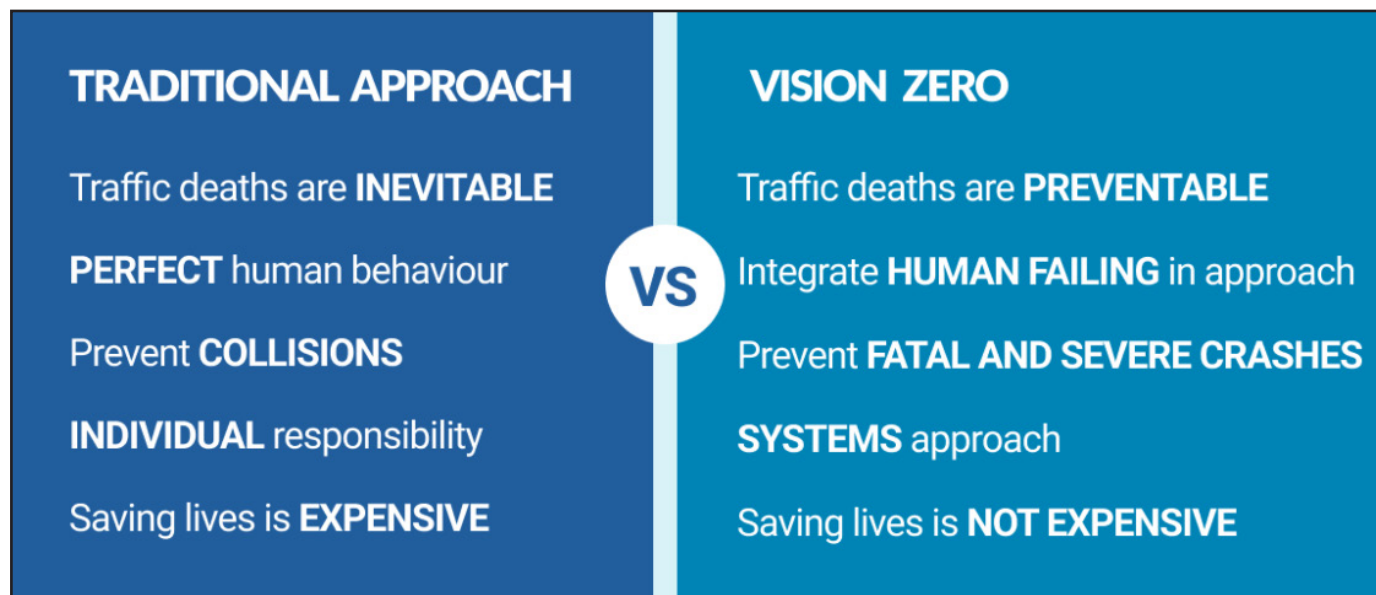 TRADITIONAL APPROACH
Traffic deaths are INEVITABLE
PERFECT human behaviour
Prevent COLLISIONS
INDIVIDUAL responsibility
Saving lives is EXPENSIVE
VS
VISION ZERO
Traffic deaths are PREVENTABLE
Integrate HUMAN FAILING in approach
Prevent FATAL AND SEVERE CRASHES
SYSTEMS approach
Saving lives is NOT EXPENSIVE